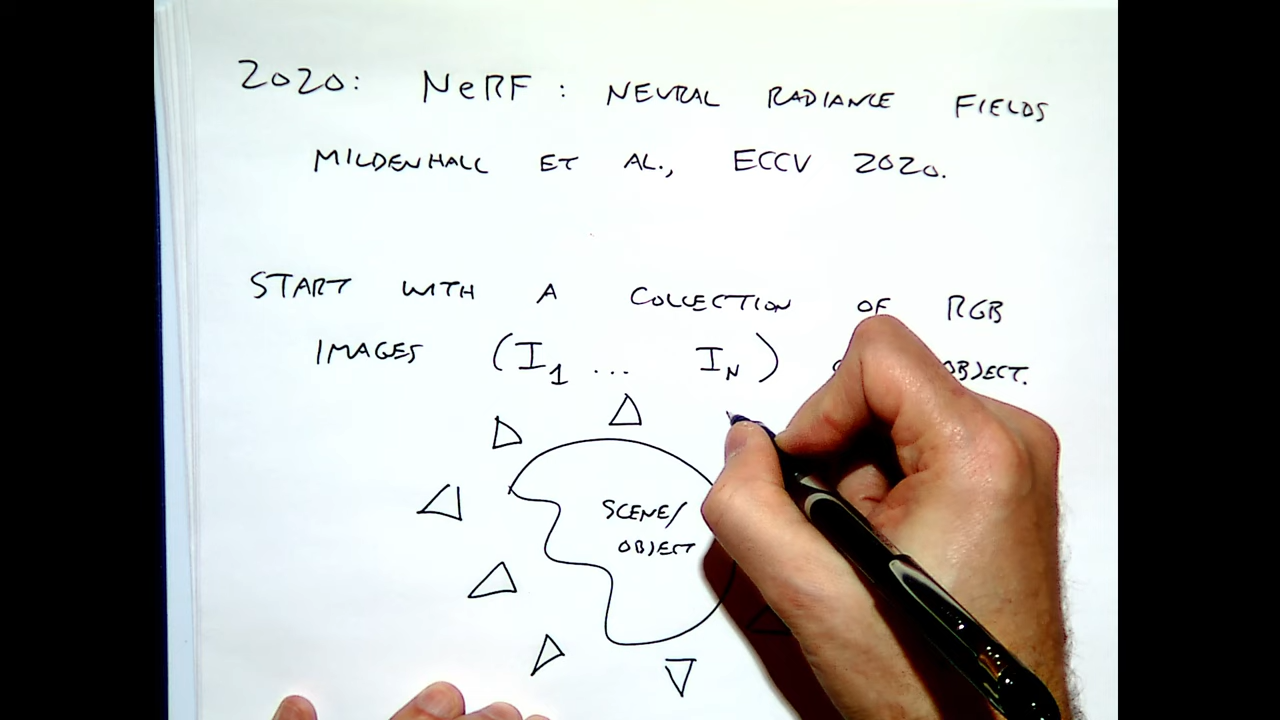 2020: NeRF: NEURAL RADIANCE FIELDS
MILDENHALL ET AL., ECCV 2020.
START WITH A COLLECTION OF RGB
IMAGES (I1 ... IN) OBJECT.
SCENE/
OBJECT